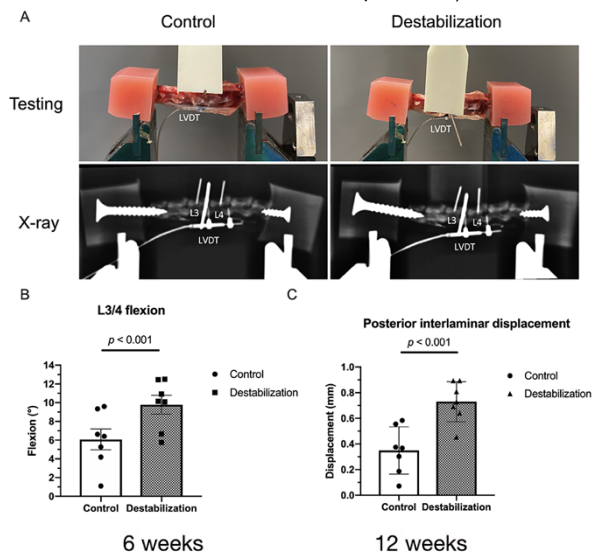 A
Control Destabilization
Testing
LVDT LVDT
X-ray
L3 L4 L3 L4
LVDT LVDT
B
L3/4 flexion
p < 0.001
Control
Destabilization
Flexion (°)
14
12
10
8
6
4
2
0
Control Destabilization
6 weeks
C
Posterior interlaminar displacement
p < 0.001
Control
Destabilization
Displacement (mm)
1.0
0.8
0.6
0.4
0.2
0.0
Control Destabilization
12 weeks